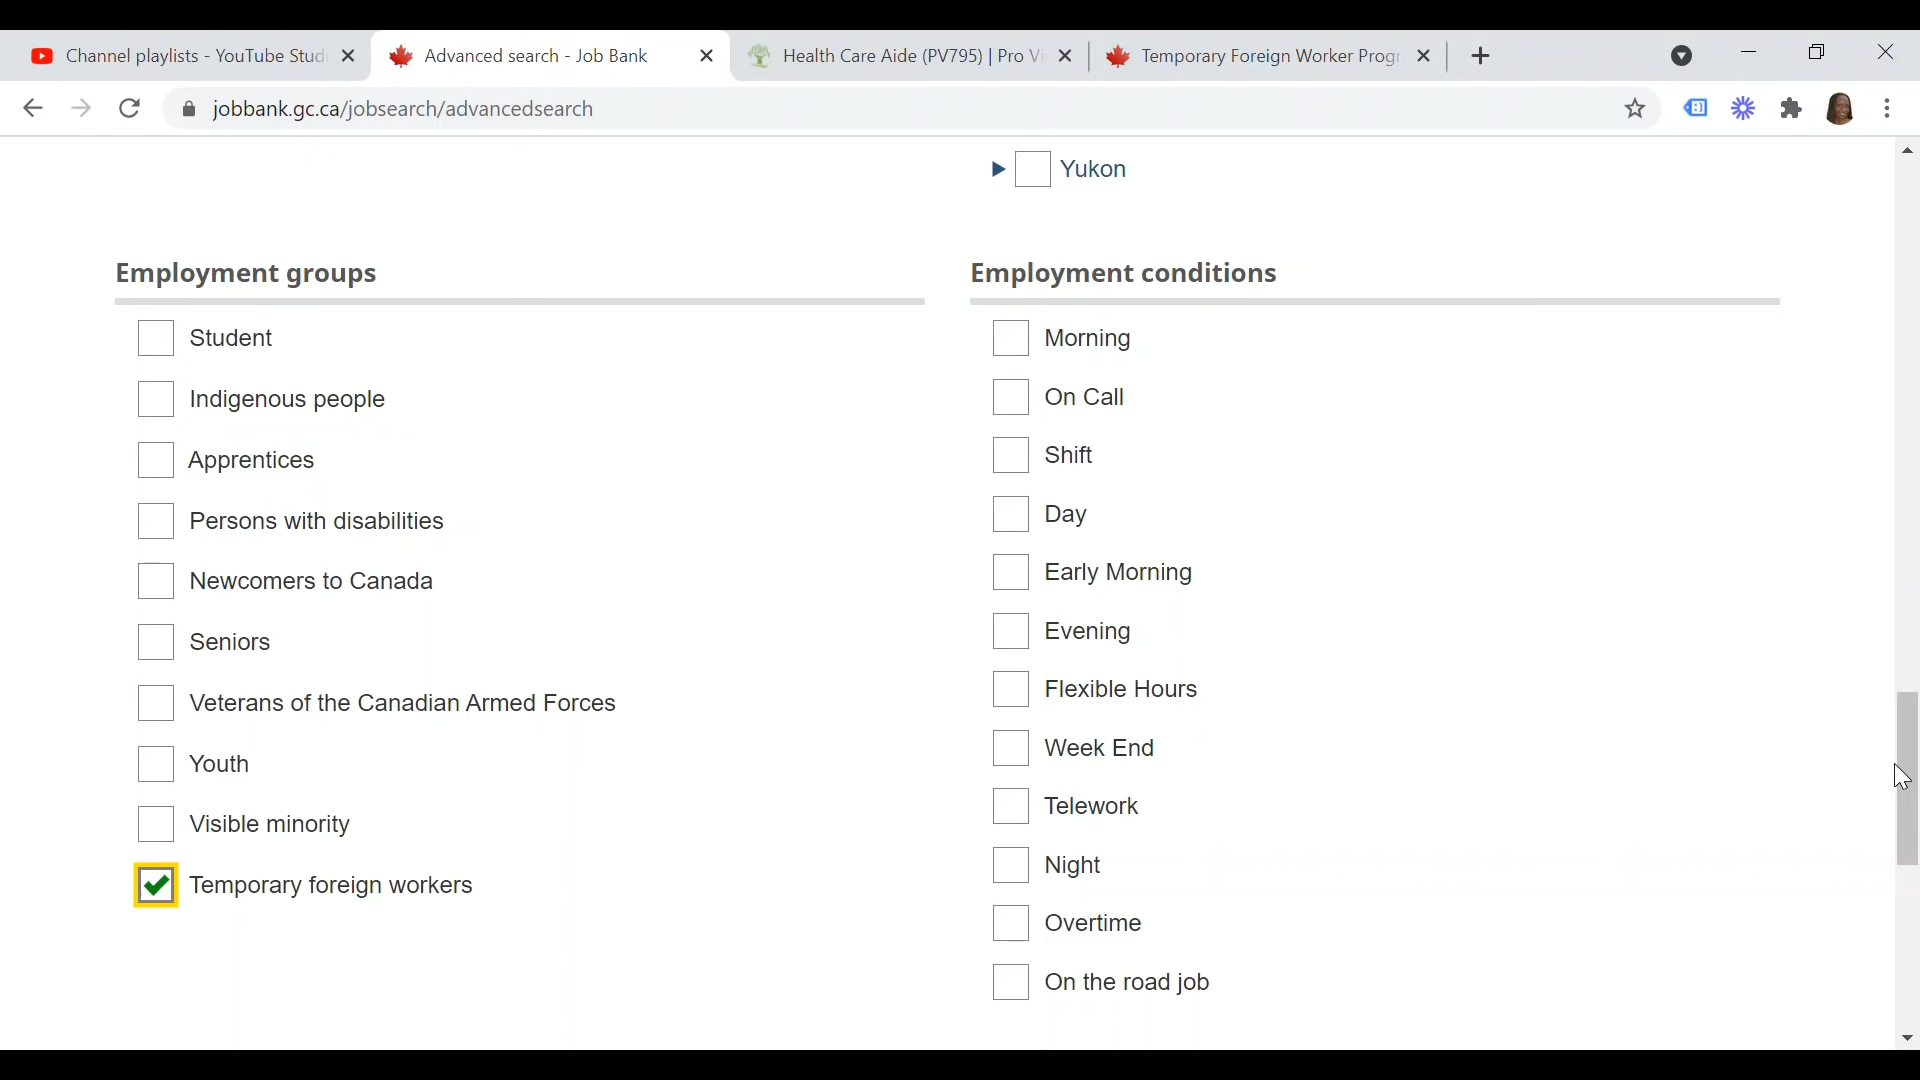 Channel playlists - YouTube Stud
Advanced search - Job Bank
Health Care Aide (PV795) | Pro Vi
Temporary Foreign Worker Progr
jobbank.gc.ca/jobsearch/advancedsearch
Yukon
Employment groups
Student
Indigenous people
Apprentices
Persons with disabilities
Newcomers to Canada
Seniors
Veterans of the Canadian Armed Forces
Youth
Visible minority
Temporary foreign workers
Employment conditions
Morning
On Call
Shift
Day
Early Morning
Evening
Flexible Hours
Week End
Telework
Night
Overtime
On the road job